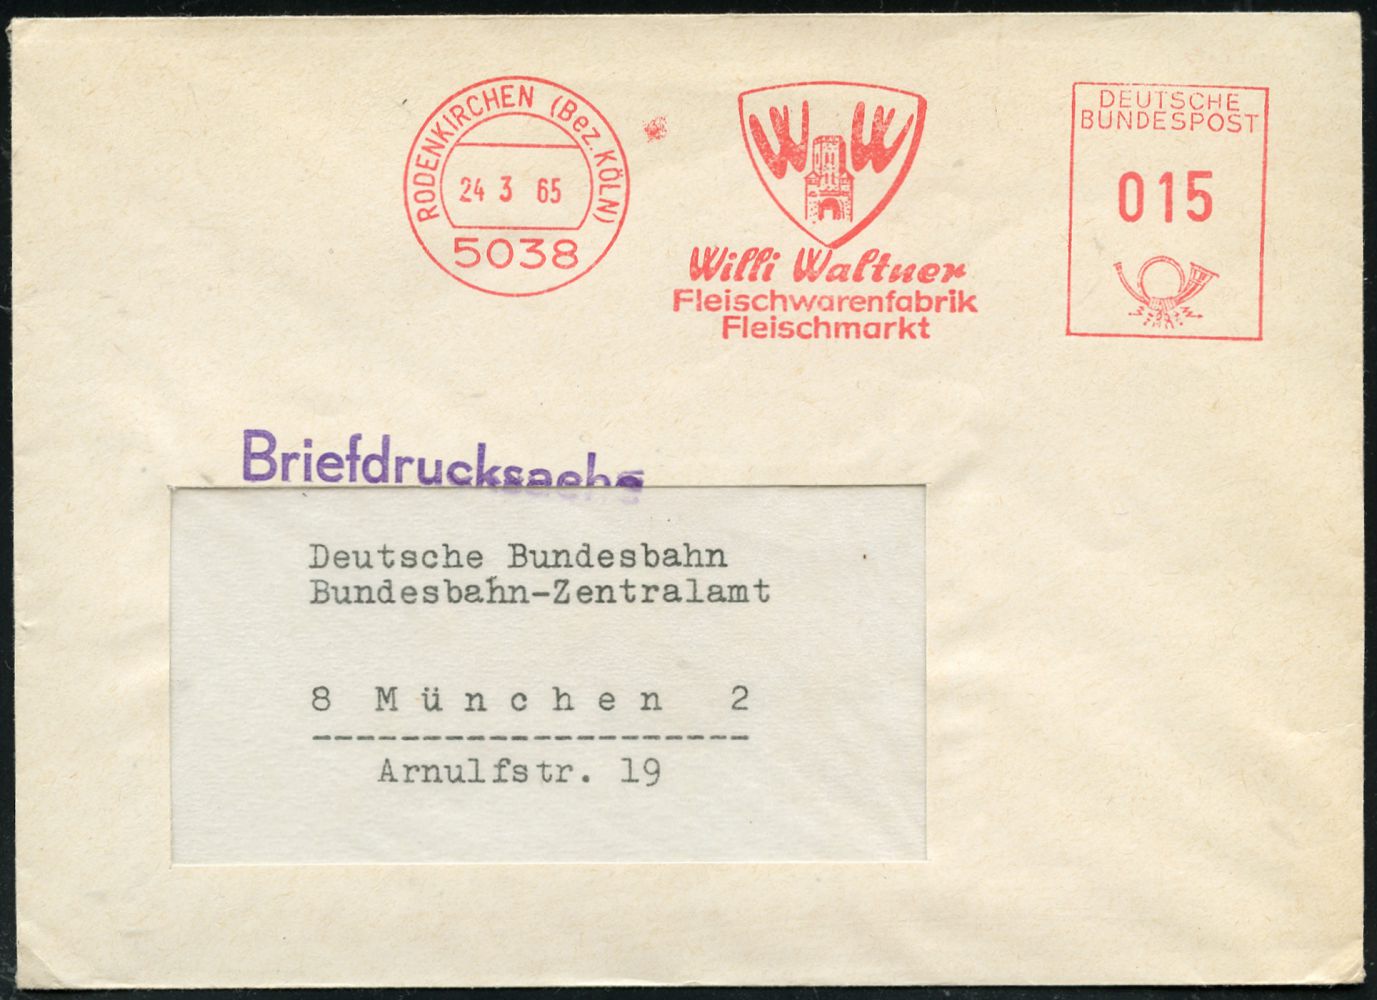 RODENKIRCHEN (Bez. KÖLN)
24 3 65
5038
W W
Willi Waltner
Fleischwarenfabrik
Fleischmarkt
DEUTSCHE
BUNDESPOST
015
Briefdrucksache
Deutsche Bundesbahn
Bundesbahn-Zentralamt
8 München 2
Arnulfstr. 19